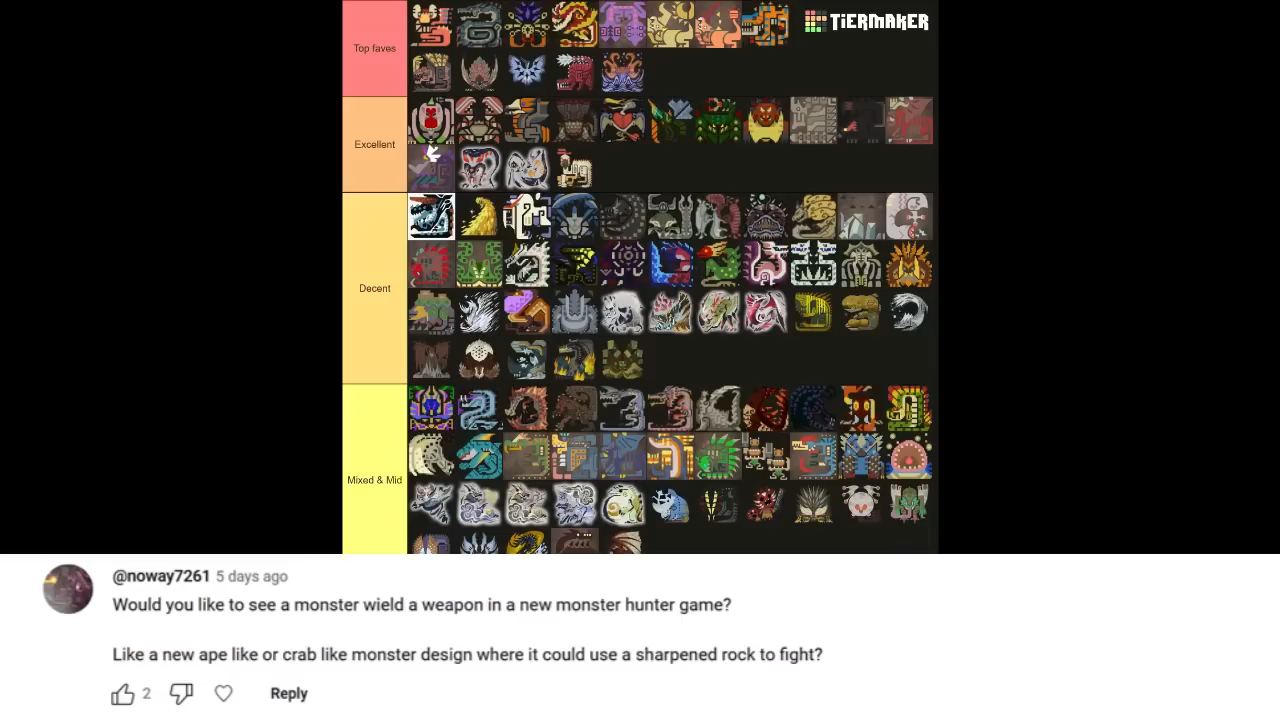 Top faves
TIERMAKER
Excellent
Decent
Mixed & Mid
@noway7261 5 days ago
Would you like to see a monster wield a weapon in a new monster hunter game?
Like a new ape like or crab like monster design where it could use a sharpened rock to fight?
2 Reply